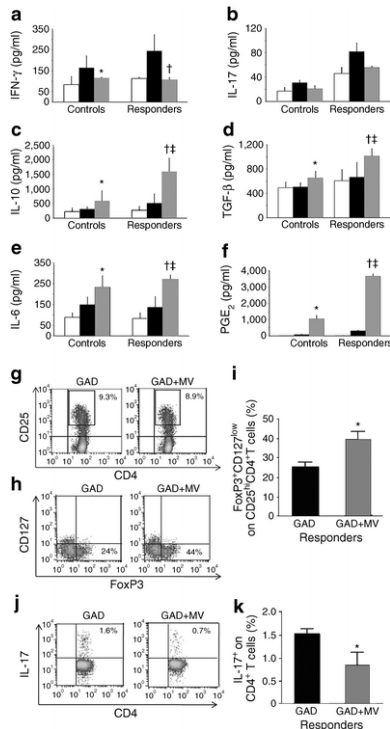 a
b
IFN-γ (pg/ml)
350
250
150
50
*
†
Controls
Responders
IL-17 (pg/ml)
160
120
80
40
0
Controls
Responders
c
d
IL-10 (pg/ml)
2,500
2,000
1,500
1,000
500
0
*
†‡
Controls
Responders
TGF-β (pg/ml)
1,200
800
400
0
*
†‡
Controls
Responders
e
f
IL-6 (pg/ml)
350
250
150
50
*
†‡
Controls
Responders
PGE2 (pg/ml)
4,000
3,000
2,000
1,000
0
*
†‡
Controls
Responders
g
GAD
GAD+MV
CD25
9.3%
8.9%
CD4
h
GAD
GAD+MV
CD127
24%
44%
FoxP3
i
FoxP3+CD127low
on CD25hiCD4+T cells (%)
50
40
30
20
10
0
*
GAD
GAD+MV
Responders
j
GAD
GAD+MV
IL-17
1.6%
0.7%
CD4
k
IL-17+ on
CD4+ T cells (%)
2.0
1.5
1.0
0.5
0
*
GAD
GAD+MV
Responders